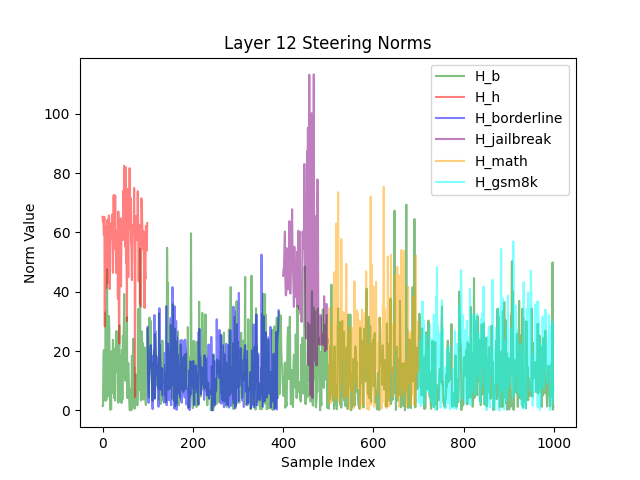 Layer 12 Steering Norms
H_b
H_h
H_borderline
H_jailbreak
H_math
H_gsm8k
Norm Value
100
80
60
40
20
0
0 200 400 600 800 1000
Sample Index